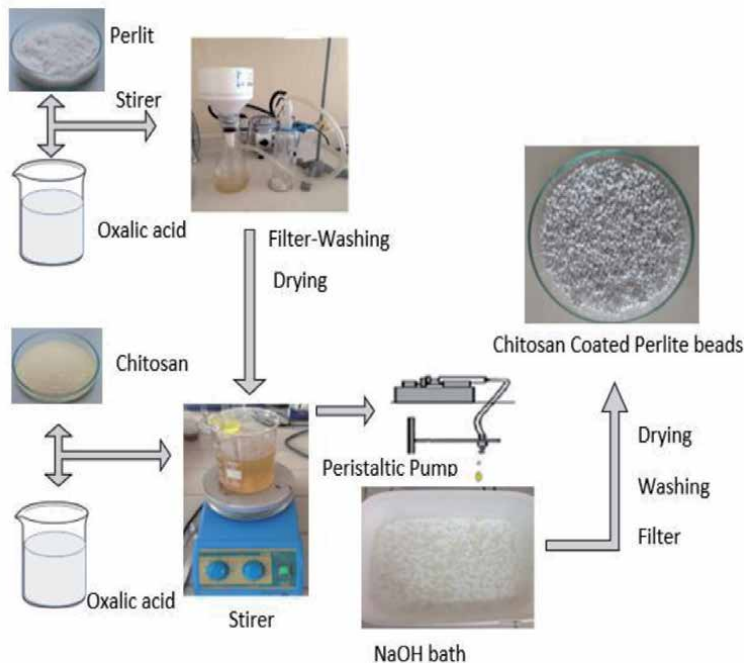 Perlit
Stirer
Oxalic acid
Filter-Washing
Drying
Chitosan Coated Perlite beads
Chitosan
Peristaltic Pump
Drying
Washing
Filter
Oxalic acid
Stirer
NaOH bath